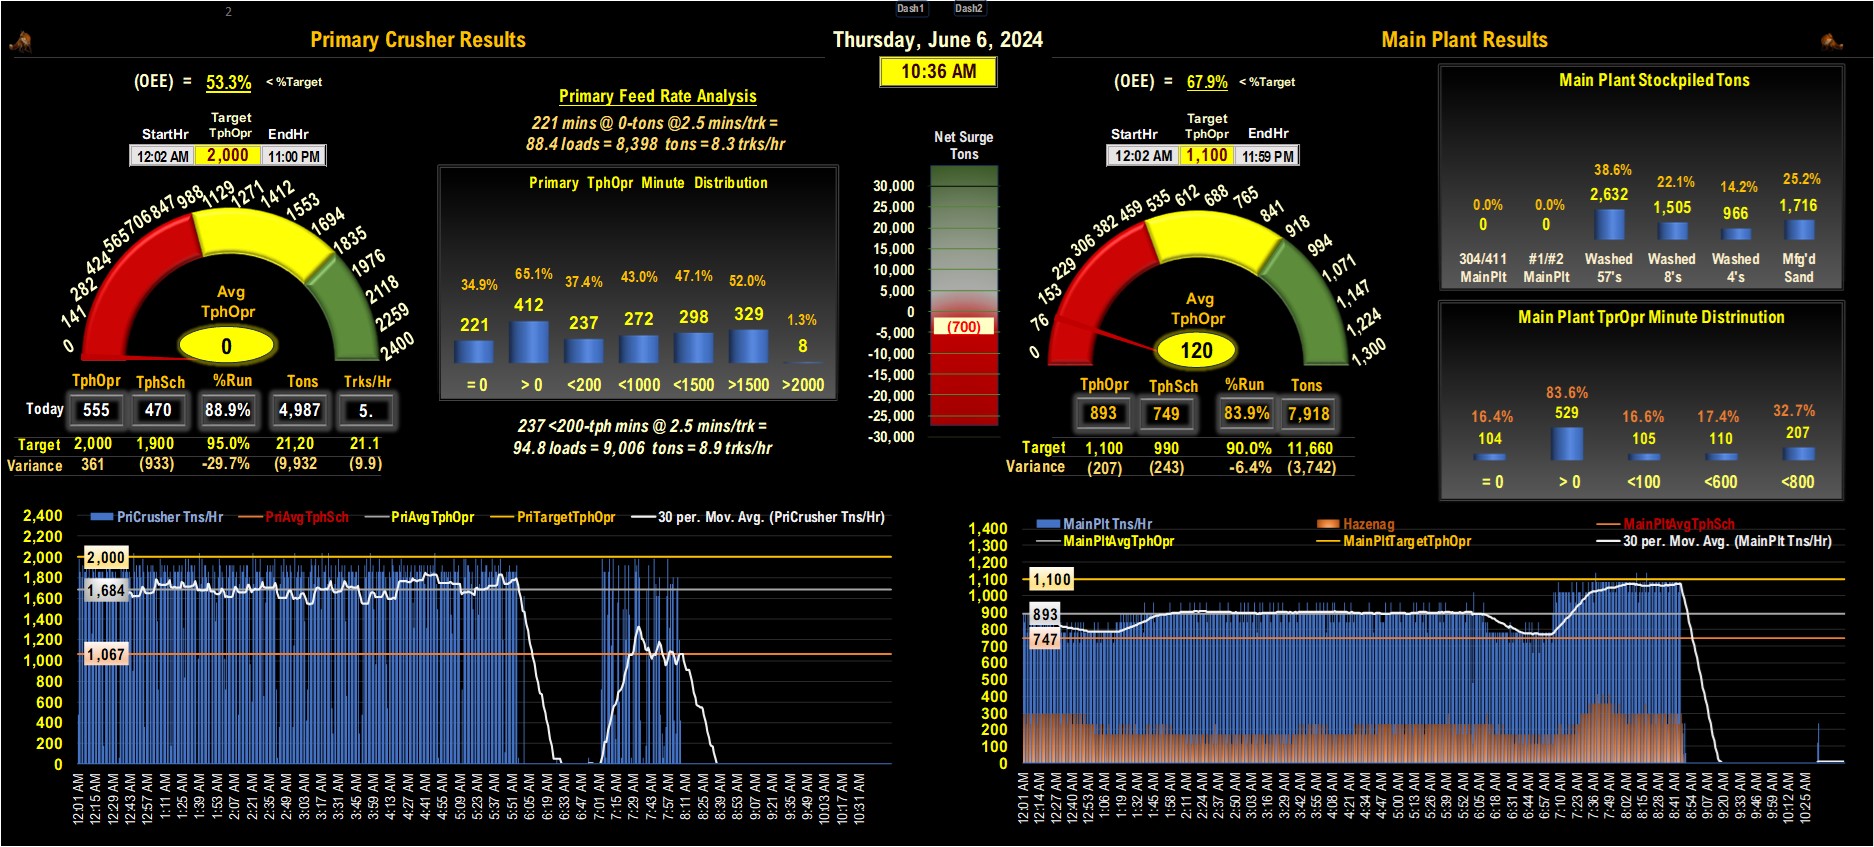 2
Dash1
Dash2
Primary Crusher Results
Thursday, June 6, 2024
Main Plant Results
10:36 AM
(OEE) = 53.3% < %Target
StartHr
Target
TphOpr
EndHr
12:02 AM 2,000 11:00 PM
0
141
282
424
565
706
847
988
1129
1271
1412
1553
1694
1835
1976
2118
2259
2400
Avg
TphOpr
0
TphOpr TphSch %Run Tons Trks/Hr
Today 555 470 88.9% 4,987 5.
Target 2,000 1,900 95.0% 21,20 21.1
Variance 361 (933) -29.7% (9,932 (9.9)
Primary Feed Rate Analysis
221 mins @ 0-tons @2.5 mins/trk =
88.4 loads = 8,398 tons = 8.3 trks/hr
Primary TphOpr Minute Distribution
34.9% 65.1% 37.4% 43.0% 47.1% 52.0% 1.3%
221 412 237 272 298 329 8
= 0 > 0 <200 <1000 <1500 >1500 >2000
237 <200-tph mins @ 2.5 mins/trk =
94.8 loads = 9,006 tons = 8.9 trks/hr
Net Surge
Tons
30,000
25,000
20,000
15,000
10,000
5,000
0
-5,000
-10,000
-15,000
-20,000
-25,000
-30,000
(700)
(OEE) = 67.9% < %Target
StartHr
Target
TphOpr
EndHr
12:02 AM 1,100 11:59 PM
0
76
153
229
306
382
459
535
612
688
765
841
918
994
1,071
1,147
1,224
1,300
Avg
TphOpr
120
TphOpr TphSch %Run Tons
893 749 83.9% 7,918
Target 1,100 990 90.0% 11,660
Variance (207) (243) -6.4% (3,742)
Main Plant Stockpiled Tons
0.0% 0.0% 38.6% 22.1% 14.2% 25.2%
0 0 2,632 1,505 966 1,716
304/411 #1/#2 Washed Washed Washed Mfg'd
MainPlt MainPlt 57's 8's 4's Sand
Main Plant TprOpr Minute Distrinution
16.4% 83.6% 16.6% 17.4% 32.7%
104 529 105 110 207
= 0 > 0 <100 <600 <800
PriCrusher Tns/Hr PriAvgTphSch PriAvgTphOpr PriTargetTphOpr 30 per. Mov. Avg. (PriCrusher Tns/Hr)
2,400
2,200
2,000
1,800
1,600
1,400
1,200
1,000
800
600
400
200
0
2,000
1,684
1,067
12:01 AM
12:15 AM
12:29 AM
12:43 AM
12:57 AM
1:11 AM
1:25 AM
1:39 AM
1:53 AM
2:07 AM
2:21 AM
2:35 AM
2:49 AM
3:03 AM
3:17 AM
3:31 AM
3:45 AM
3:59 AM
4:13 AM
4:27 AM
4:41 AM
4:55 AM
5:09 AM
5:23 AM
5:37 AM
5:51 AM
6:05 AM
6:19 AM
6:33 AM
6:47 AM
7:01 AM
7:15 AM
7:29 AM
7:43 AM
7:57 AM
8:11 AM
8:25 AM
8:39 AM
8:53 AM
9:07 AM
9:21 AM
9:35 AM
9:49 AM
10:03 AM
10:17 AM
10:31 AM
MainPlt Tns/Hr Hazenag MainPltAvgTphSch
MainPltAvgTphOpr MainPltTargetTphOpr 30 per. Mov. Avg. (MainPlt Tns/Hr)
1,400
1,300
1,200
1,100
1,000
900
800
700
600
500
400
300
200
100
0
1,100
893
747
12:01 AM
12:14 AM
12:27 AM
12:40 AM
12:53 AM
1:06 AM
1:19 AM
1:32 AM
1:45 AM
1:58 AM
2:11 AM
2:24 AM
2:37 AM
2:50 AM
3:03 AM
3:16 AM
3:29 AM
3:42 AM
3:55 AM
4:08 AM
4:21 AM
4:34 AM
4:47 AM
5:00 AM
5:13 AM
5:26 AM
5:39 AM
5:52 AM
6:05 AM
6:18 AM
6:31 AM
6:44 AM
6:57 AM
7:10 AM
7:23 AM
7:36 AM
7:49 AM
8:02 AM
8:15 AM
8:28 AM
8:41 AM
8:54 AM
9:07 AM
9:20 AM
9:33 AM
9:46 AM
9:59 AM
10:12 AM
10:25 AM